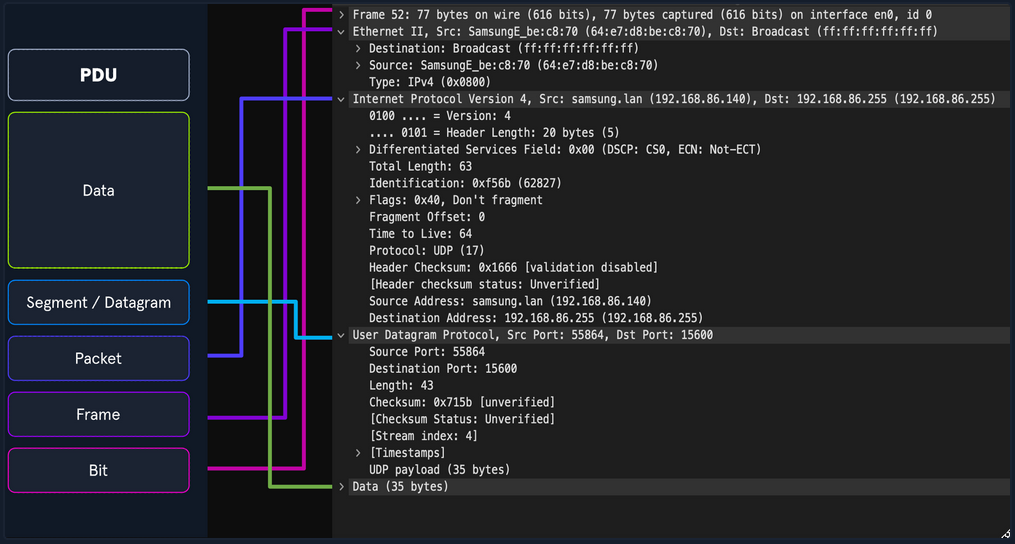 PDU
Data
Segment / Datagram
Packet
Frame
Bit
Frame 52: 77 bytes on wire (616 bits), 77 bytes captured (616 bits) on interface en0, id 0
Ethernet II, Src: SamsungE_be:c8:70 (64:e7:d8:be:c8:70), Dst: Broadcast (ff:ff:ff:ff:ff:ff)
Destination: Broadcast (ff:ff:ff:ff:ff:ff)
Source: SamsungE_be:c8:70 (64:e7:d8:be:c8:70)
Type: IPv4 (0x0800)
Internet Protocol Version 4, Src: samsung.lan (192.168.86.140), Dst: 192.168.86.255 (192.168.86.255)
0100 .... = Version: 4
.... 0101 = Header Length: 20 bytes (5)
Differentiated Services Field: 0x00 (DSCP: CS0, ECN: Not-ECT)
Total Length: 63
Identification: 0xf56b (62827)
Flags: 0x40, Don't fragment
Fragment Offset: 0
Time to Live: 64
Protocol: UDP (17)
Header Checksum: 0x1666 [validation disabled]
[Header checksum status: Unverified]
Source Address: samsung.lan (192.168.86.140)
Destination Address: 192.168.86.255 (192.168.86.255)
User Datagram Protocol, Src Port: 55864, Dst Port: 15600
Source Port: 55864
Destination Port: 15600
Length: 43
Checksum: 0x715b [unverified]
[Checksum Status: Unverified]
[Stream index: 4]
[Timestamps]
UDP payload (35 bytes)
Data (35 bytes)